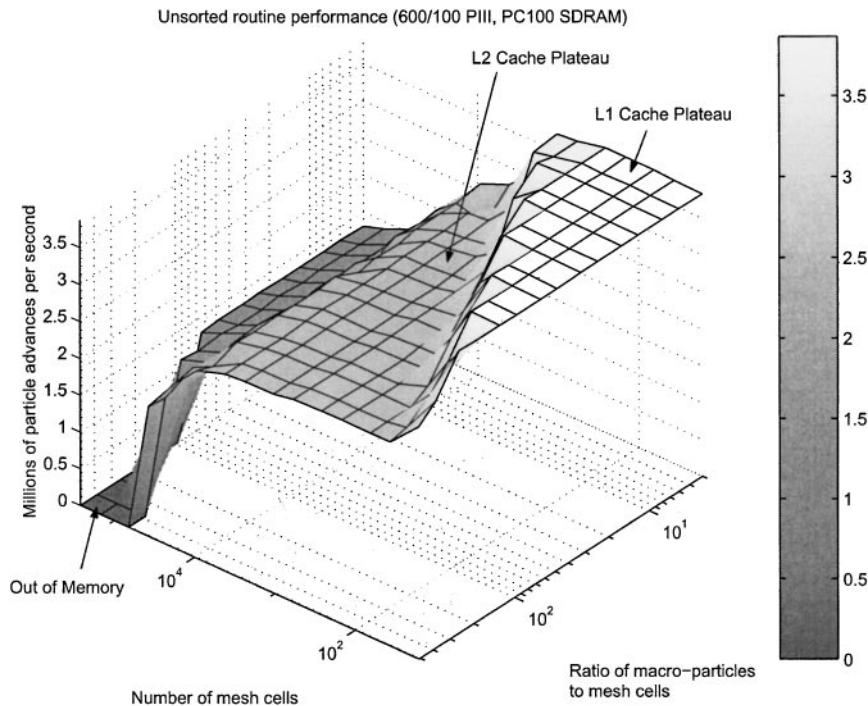 Unsorted routine performance (600/100 PIII, PC100 SDRAM)
L2 Cache Plateau
L1 Cache Plateau
Millions of particle advances per second
3.5
3
2.5
2
1.5
1
0.5
0
Out of Memory
10^4
10^2
Number of mesh cells
10^2
10^1
Ratio of macro-particles
to mesh cells
3.5
3
2.5
2
1.5
1
0.5
0